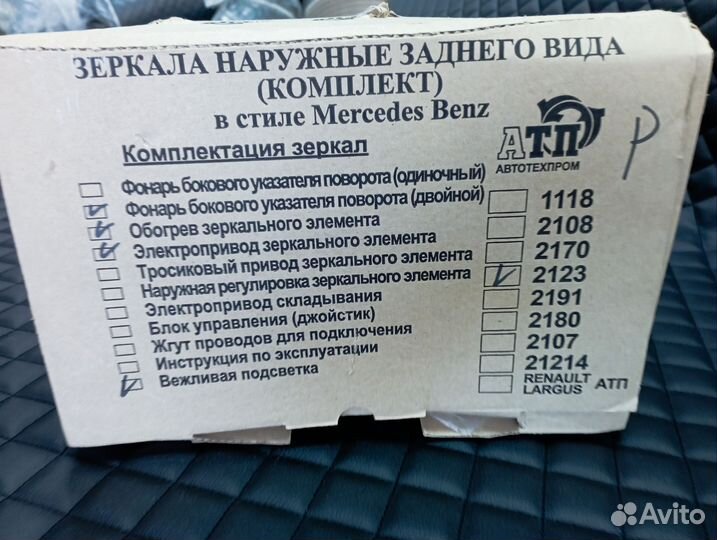 ЗЕРКАЛА НАРУЖНЫЕ ЗАДНЕГО ВИДА
(КОМПЛЕКТ)
в стиле Mercedes Benz
Комплектация зеркал
АТП
АВТОТЕХПРОМ
Р
Фонарь бокового указателя поворота (одиночный)
Фонарь бокового указателя поворота (двойной)
Обогрев зеркального элемента
Электропривод зеркального элемента
Тросиковый привод зеркального элемента
Наружная регулировка зеркального элемента
Электропривод складывания
Блок управления (джойстик)
Жгут проводов для подключения
Инструкция по эксплуатации
Вежливая подсветка
1118
2108
2170
2123
2191
2180
2107
21214
RENAULT
LARGUS АТП
Avito